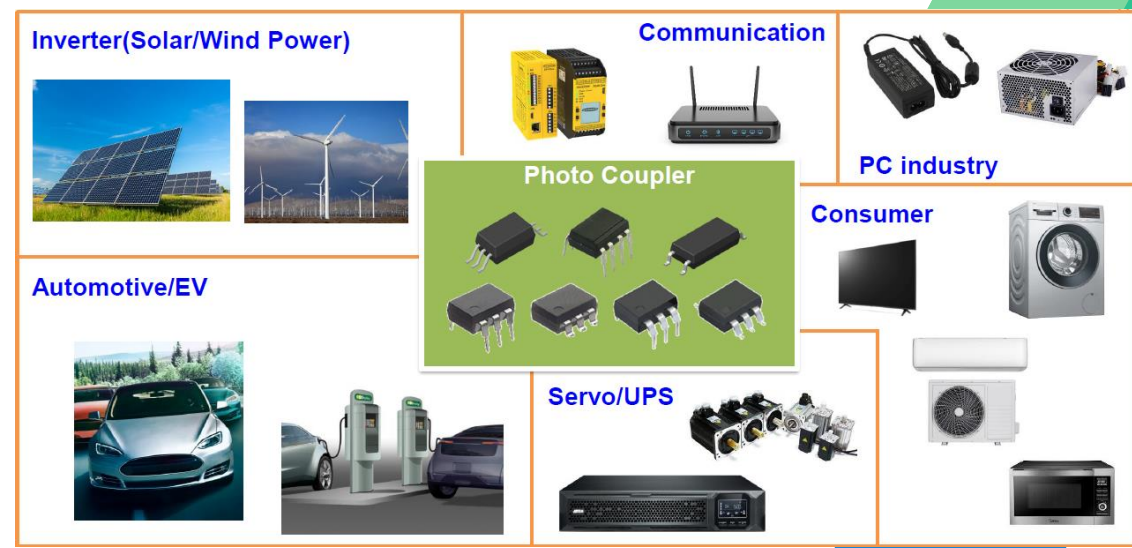 Inverter(Solar/Wind Power)
Communication
PC industry
Photo Coupler
Consumer
Automotive/EV
Servo/UPS